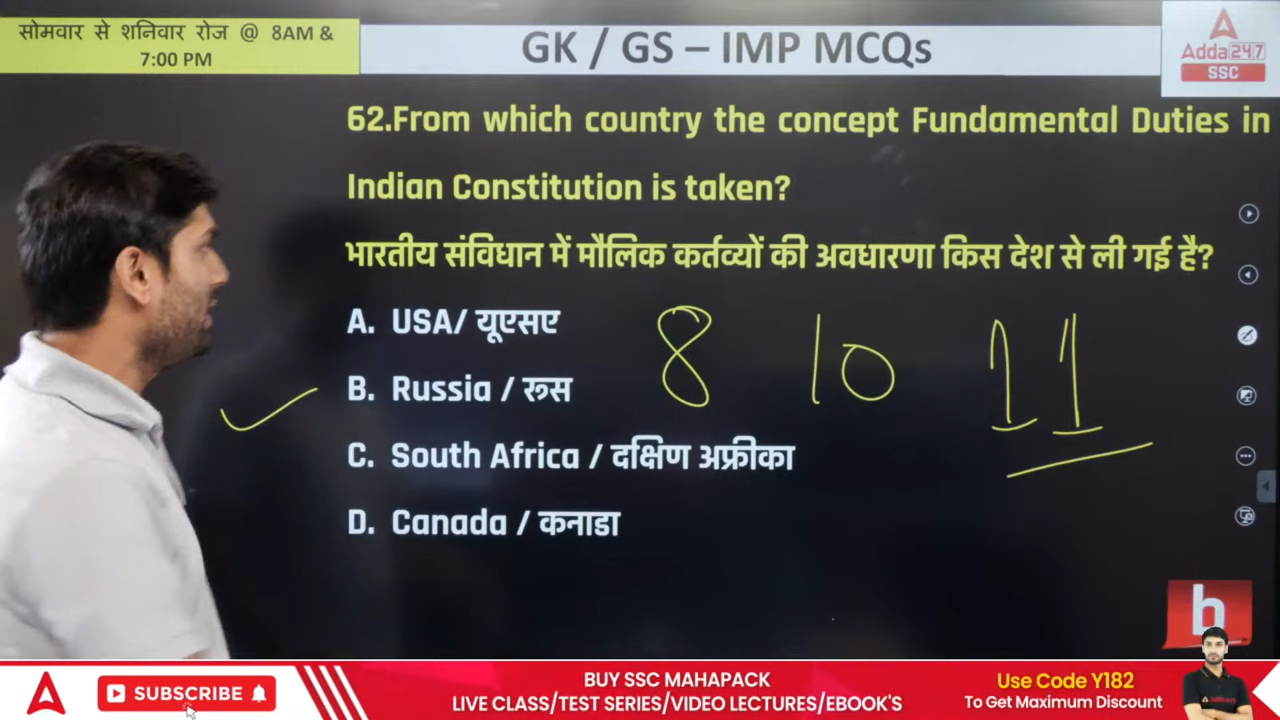 सोमवार से शनिवार रोज @ 8AM &
7:00 PM
GK / GS – IMP MCQs
Adda247
SSC
62.From which country the concept Fundamental Duties in
Indian Constitution is taken?
भारतीय संविधान में मौलिक कर्तव्यों की अवधारणा किस देश से ली गई है?
A. USA/ यूएसए
B. Russia / रूस
C. South Africa / दक्षिण अफ्रीका
D. Canada / कनाडा
8 10 11
b
SUBSCRIBE
BUY SSC MAHAPACK
LIVE CLASS/TEST SERIES/VIDEO LECTURES/EBOOK'S
Use Code Y182
To Get Maximum Discount